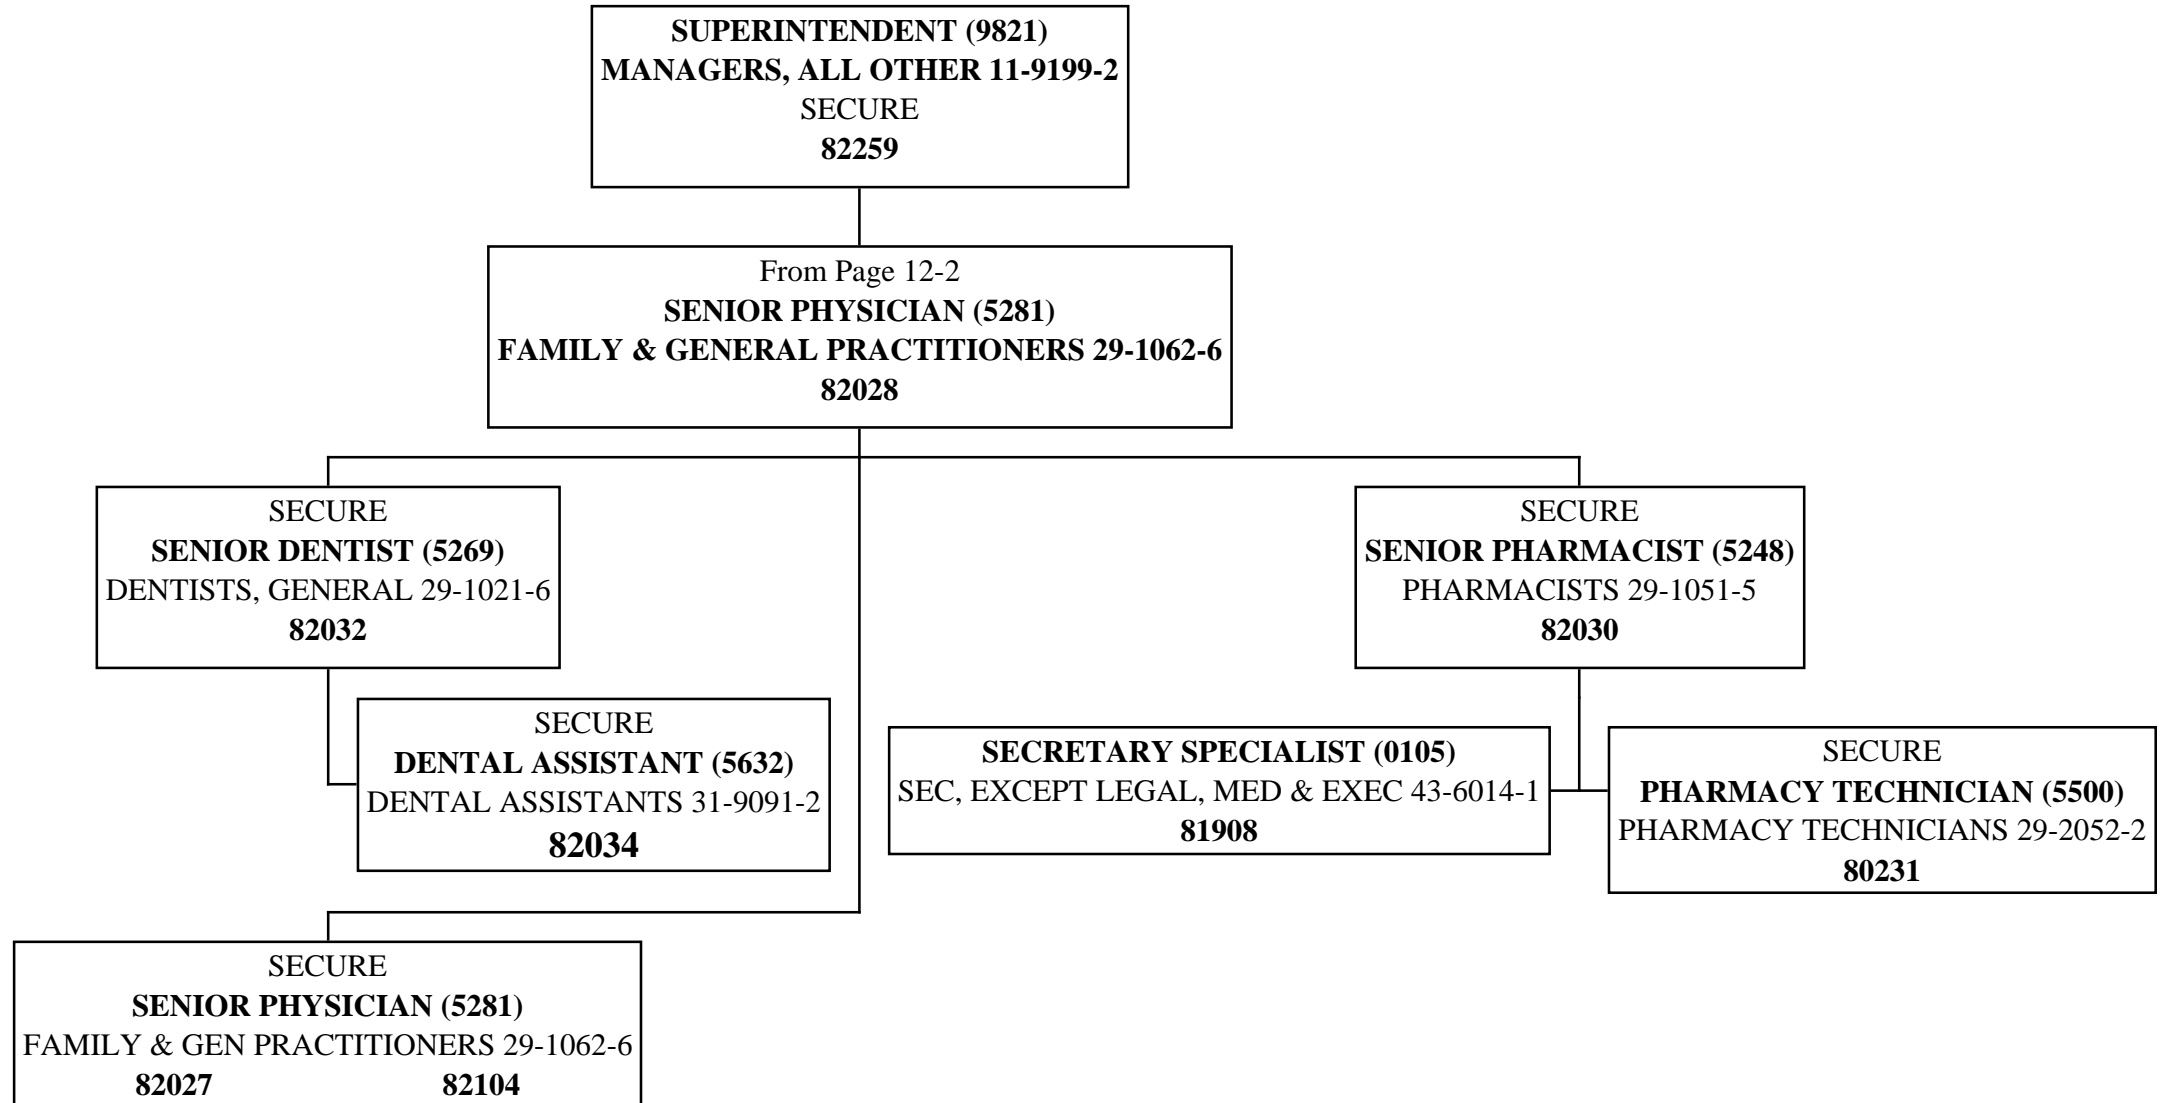 SUPERINTENDENT (9821)
MANAGERS, ALL OTHER 11-9199-2
SECURE
82259
From Page 12-2
SENIOR PHYSICIAN (5281)
FAMILY & GENERAL PRACTITIONERS 29-1062-6
82028
SECURE
SENIOR DENTIST (5269)
DENTISTS, GENERAL 29-1021-6
82032
SECURE
SENIOR PHARMACIST (5248)
PHARMACISTS 29-1051-5
82030
SECURE
DENTAL ASSISTANT (5632)
DENTAL ASSISTANTS 31-9091-2
82034
SECRETARY SPECIALIST (0105)
SEC, EXCEPT LEGAL, MED & EXEC 43-6014-1
81908
SECURE
PHARMACY TECHNICIAN (5500)
PHARMACY TECHNICIANS 29-2052-2
80231
SECURE
SENIOR PHYSICIAN (5281)
FAMILY & GEN PRACTITIONERS 29-1062-6
82027 82104